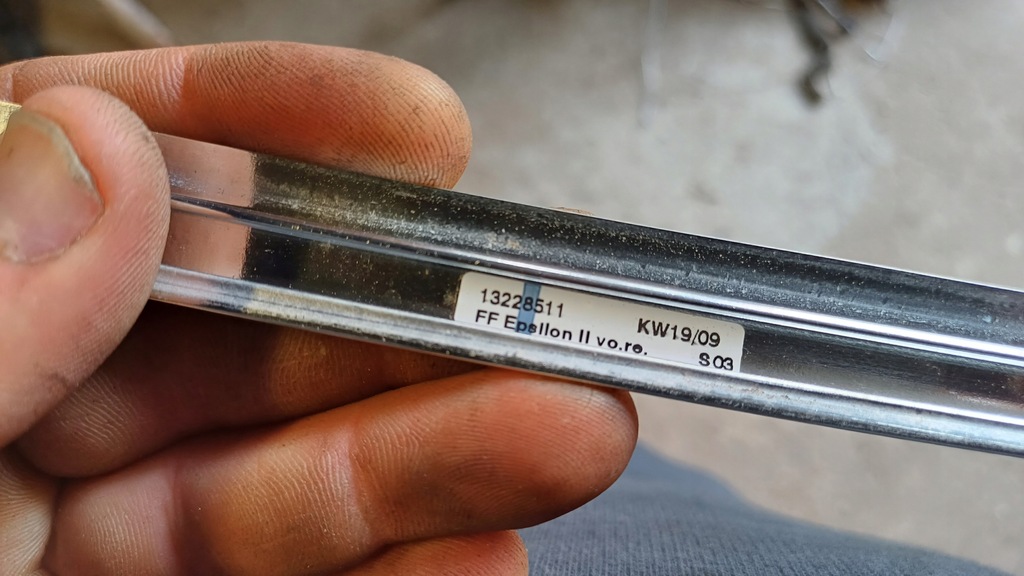 13228511
FF Epsilon II vo.re.
KW19/09
S03